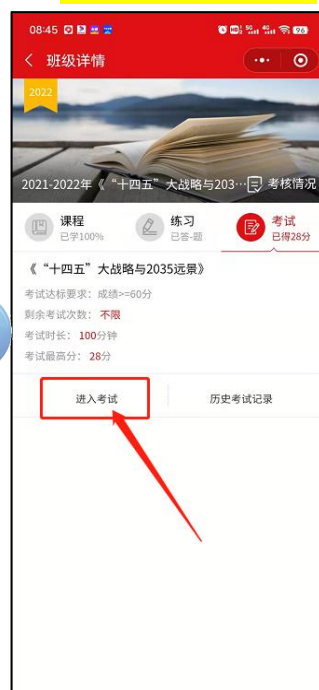 08:45
96
班级详情
2022
2021-2022年《“十四五”大战略与203…
考核情况
课程
已学100%
练习
已答-题
考试
已得28分
《“十四五”大战略与2035远景》
考试达标要求：成绩>=60分
剩余考试次数：不限
考试时长：100分钟
考试最高分：28分
进入考试
历史考试记录